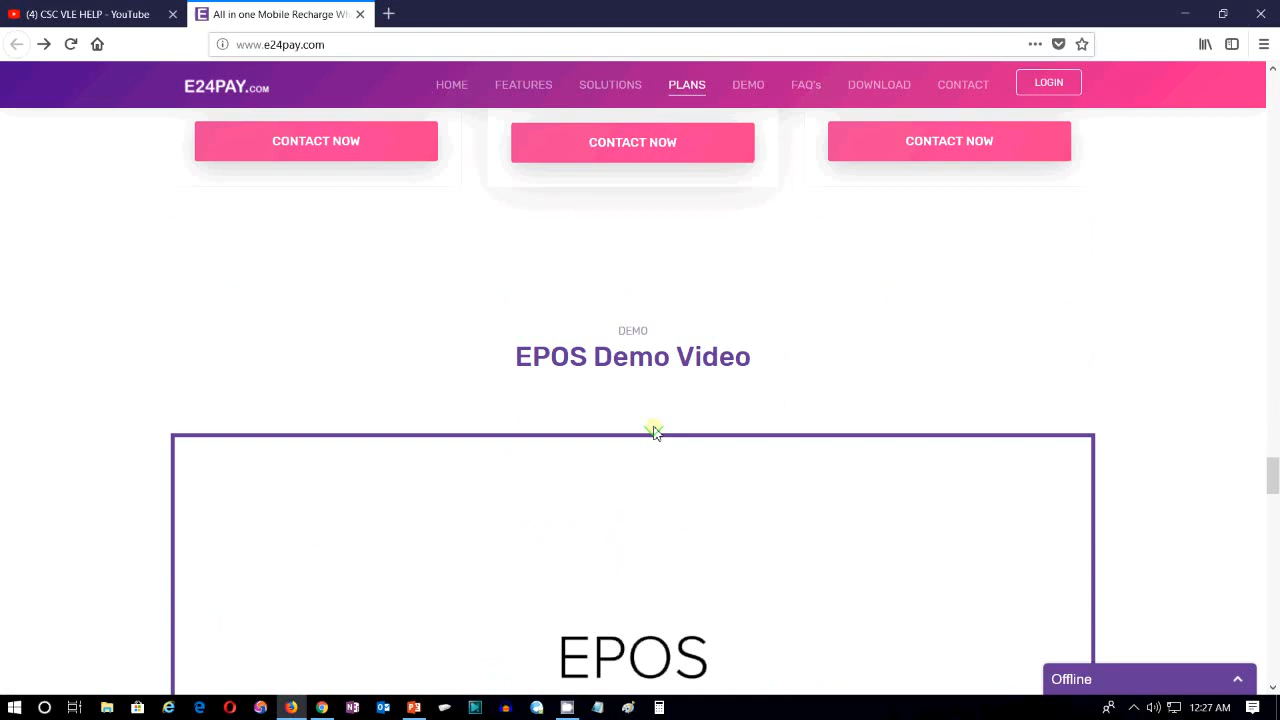 (4) CSC VLE HELP - YouTube
All in one Mobile Recharge Wh
www.e24pay.com
E24PAY.COM
HOME
FEATURES
SOLUTIONS
PLANS
DEMO
FAQ's
DOWNLOAD
CONTACT
LOGIN
CONTACT NOW
CONTACT NOW
CONTACT NOW
DEMO
EPOS Demo Video
EPOS
Offline
12:27 AM